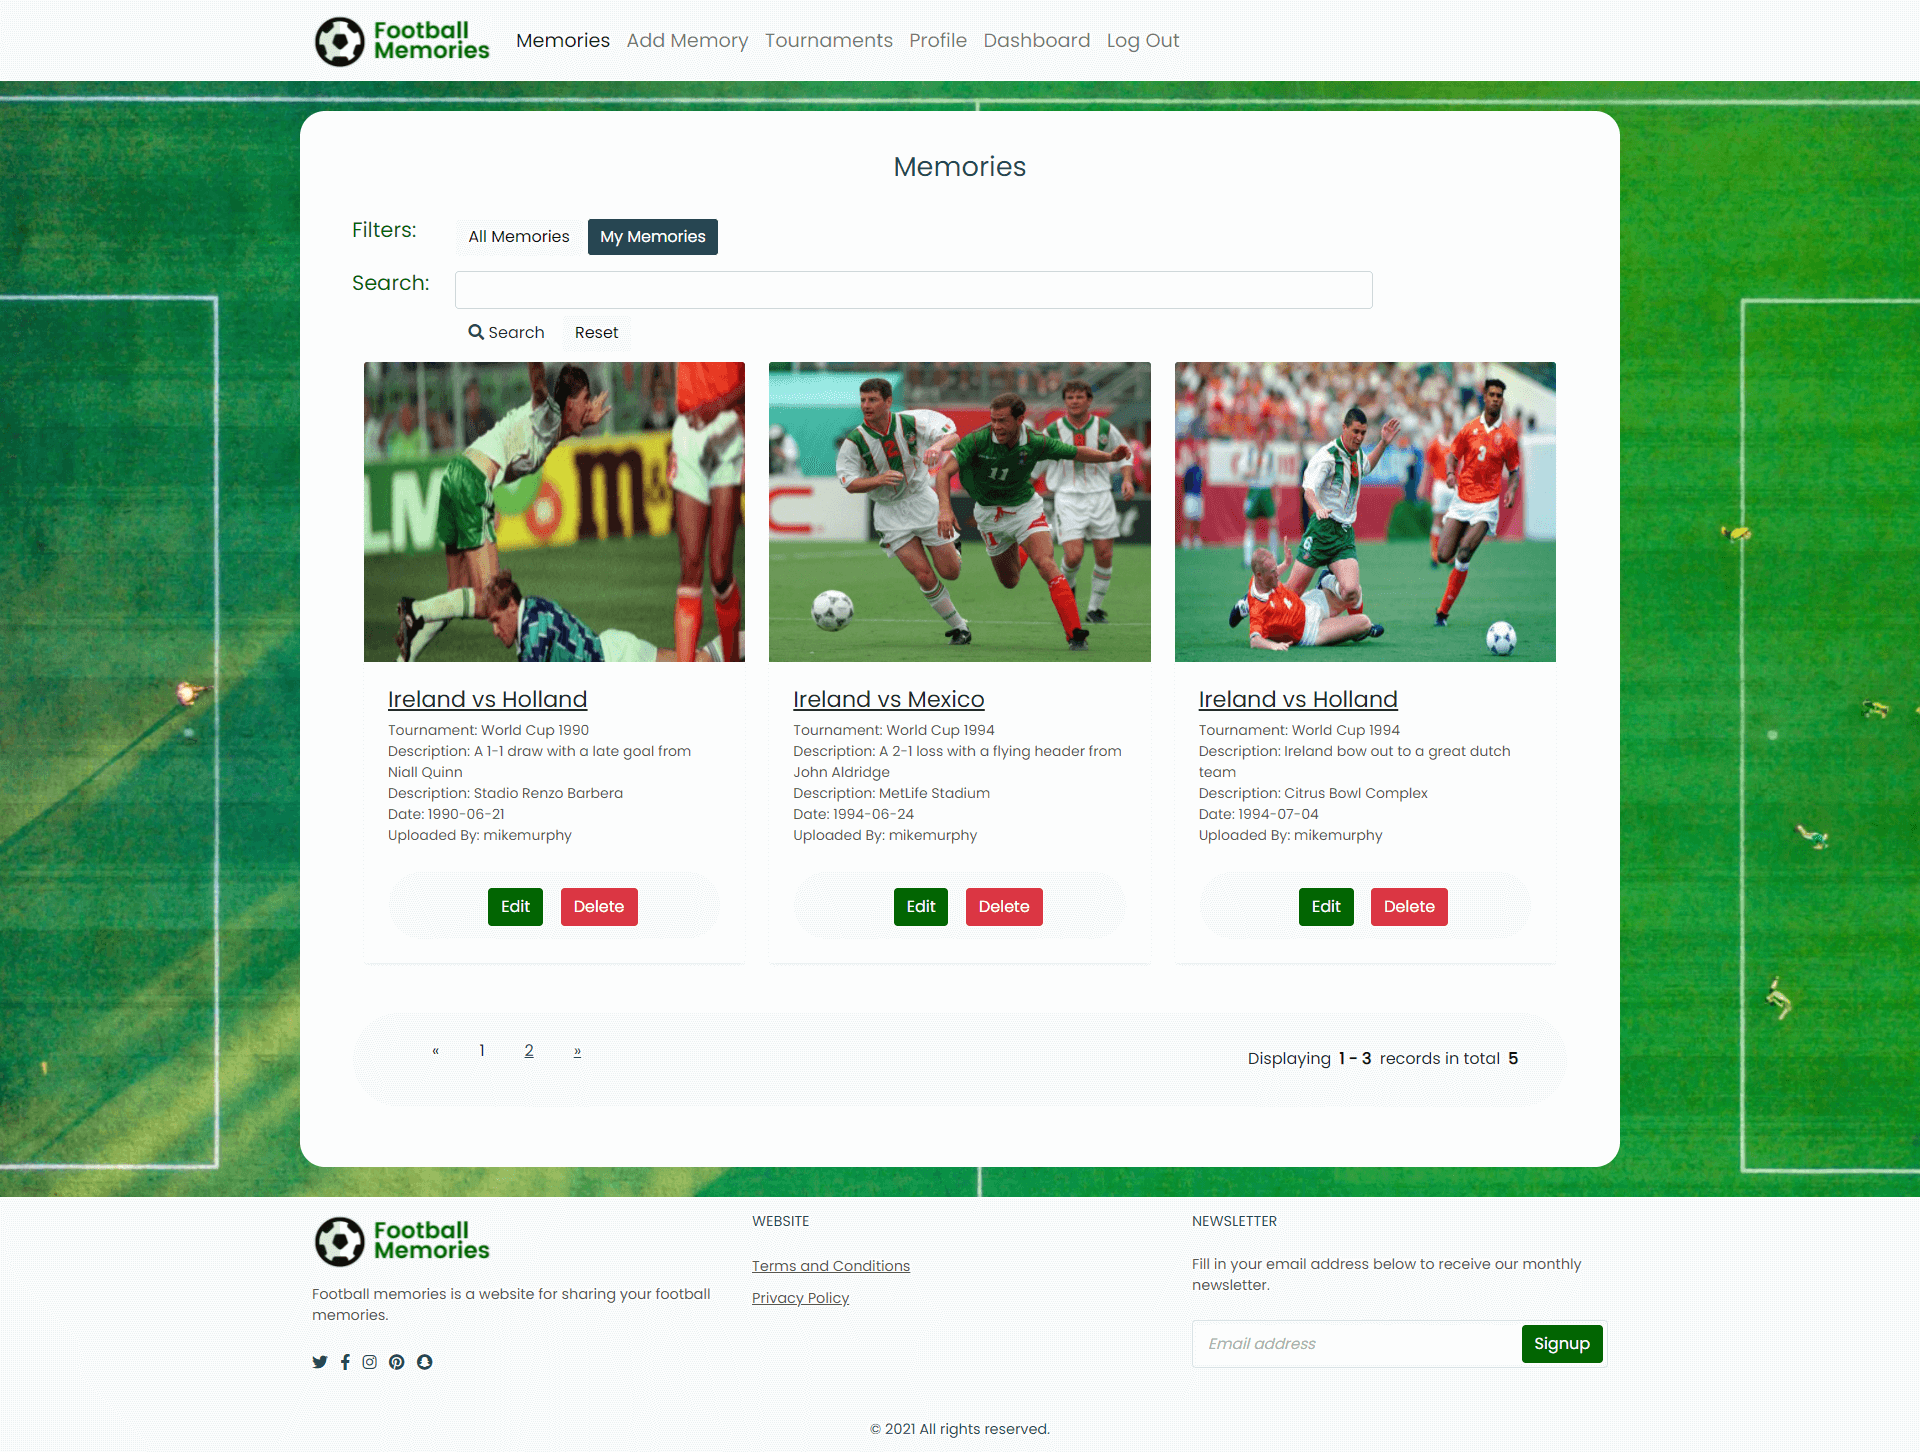 Football
Memories
Memories Add Memory Tournaments Profile Dashboard Log Out
Memories
Filters: All Memories My Memories
Search:
Search Reset
LM
m
11
6
3
Ireland vs Holland
Tournament: World Cup 1990
Description: A 1-1 draw with a late goal from
Niall Quinn
Description: Stadio Renzo Barbera
Date: 1990-06-21
Uploaded By: mikemurphy
Edit Delete
Ireland vs Mexico
Tournament: World Cup 1994
Description: A 2-1 loss with a flying header from
John Aldridge
Description: MetLife Stadium
Date: 1994-06-24
Uploaded By: mikemurphy
Edit Delete
Ireland vs Holland
Tournament: World Cup 1994
Description: Ireland bow out to a great dutch
team
Description: Citrus Bowl Complex
Date: 1994-07-04
Uploaded By: mikemurphy
Edit Delete
« 1 2 »
Displaying 1 - 3 records in total 5
Football
Memories
Football memories is a website for sharing your football
memories.
WEBSITE
Terms and Conditions
Privacy Policy
NEWSLETTER
Fill in your email address below to receive our monthly
newsletter.
Email address Signup
© 2021 All rights reserved.